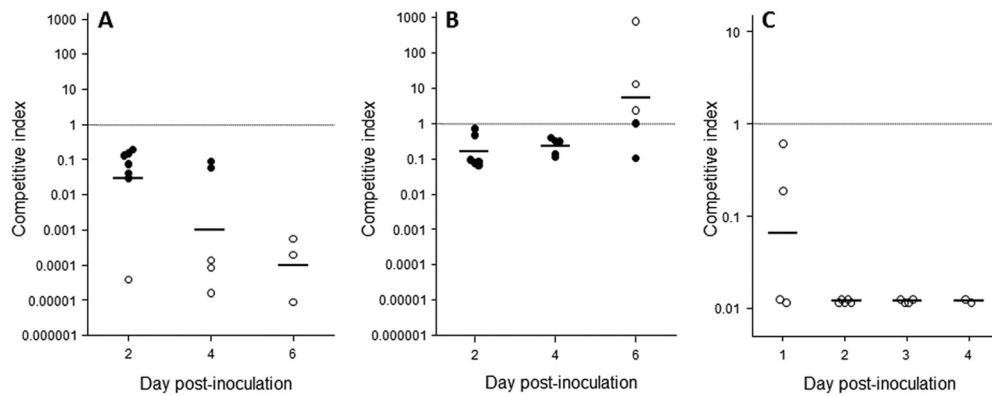 A
1000
100
10
1
0.1
0.01
0.001
0.0001
0.00001
0.000001
Competitive index
2 4 6
Day post-inoculation
B
1000
100
10
1
0.1
0.01
0.001
0.0001
0.00001
0.000001
Competitive index
2 4 6
Day post-inoculation
C
10
1
0.1
0.01
Competitive index
1 2 3 4
Day post-inoculation